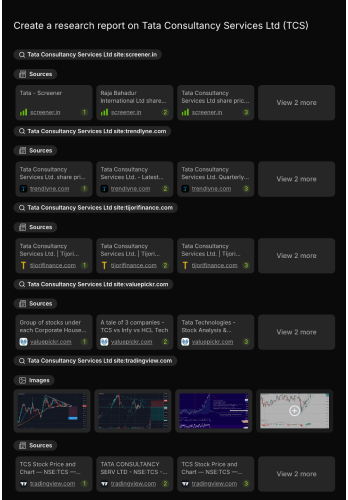 Create a research report on Tata Consultancy Services Ltd (TCS)
Tata Consultancy Services Ltd site:screener.in
Sources
Tata - Screener
screener.in 1
Raja Bahadur
International Ltd share...
screener.in 2
Tata Consultancy
Services Ltd share pric...
screener.in 3
View 2 more
Tata Consultancy Services Ltd site:trendlyne.com
Sources
Tata Consultancy
Services Ltd. share pri...
trendlyne.com 1
Tata Consultancy
Services Ltd. - Latest...
trendlyne.com 2
Tata Consultancy
Services Ltd. Quarterly...
trendlyne.com 3
View 2 more
Tata Consultancy Services Ltd site:tijorifinance.com
Sources
Tata Consultancy
Services Ltd. | Tijori...
tijorifinance.com 1
Tata Consultancy
Services Ltd. | Tijori...
tijorifinance.com 2
Tata Consultancy
Services Ltd. | Tijori...
tijorifinance.com 3
View 2 more
Tata Consultancy Services Ltd site:valuepickr.com
Sources
Group of stocks under
each Corporate House...
valuepickr.com 1
A tale of 3 companies -
TCS vs Infy vs HCL Tech
valuepickr.com 2
Tata Technologies -
Stock Analysis &...
valuepickr.com 3
View 2 more
Tata Consultancy Services Ltd site:tradingview.com
Images
Sources
TCS Stock Price and
Chart — NSE:TCS —...
tradingview.com 1
TATA CONSULTANCY
SERV LTD - NSE:TCS -...
tradingview.com 2
TCS Stock Price and
Chart — NSE:TCS —...
tradingview.com 3
View 2 more